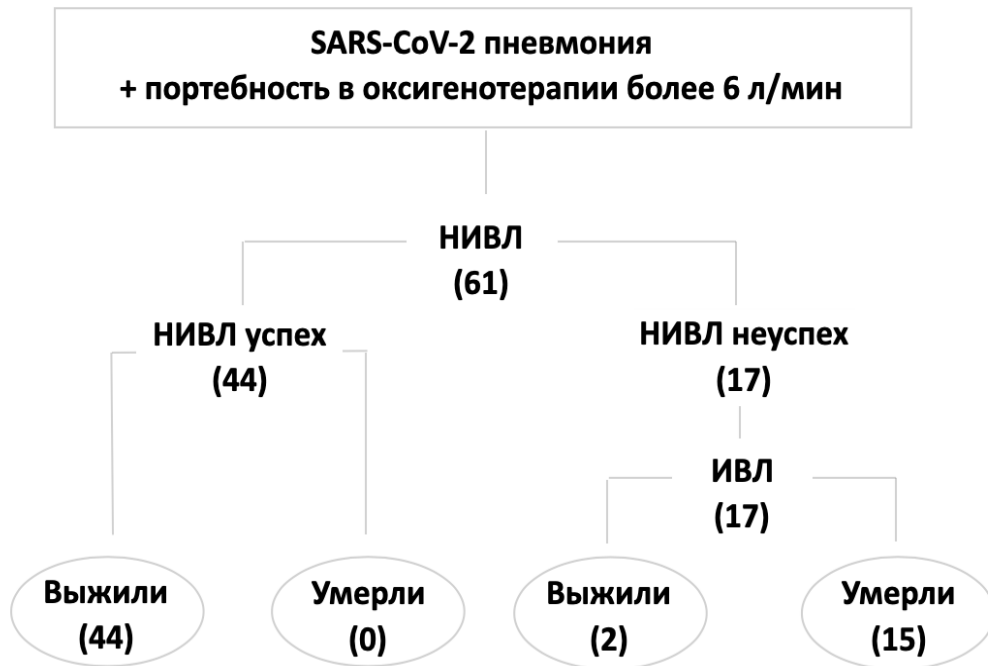 SARS-CoV-2 пневмония
+ портебность в оксигенотерапии более 6 л/мин
НИВЛ
(61)
НИВЛ успех
(44)
НИВЛ неуспех
(17)
ИВЛ
(17)
Выжили
(44)
Умерли
(0)
Выжили
(2)
Умерли
(15)